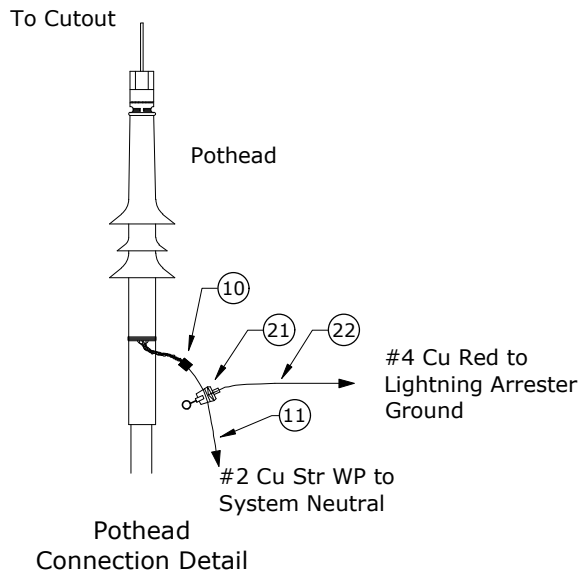 To Cutout
Pothead
10
21
22
#4 Cu Red to
Lightning Arrester
Ground
11
#2 Cu Str WP to
System Neutral
Pothead
Connection Detail